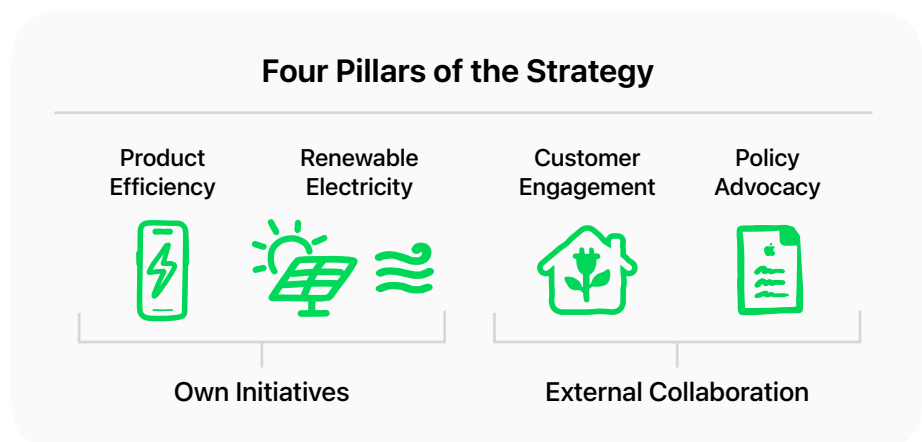 Four Pillars of the Strategy
Product
Efficiency
Renewable
Electricity
Customer
Engagement
Policy
Advocacy
Own Initiatives
External Collaboration